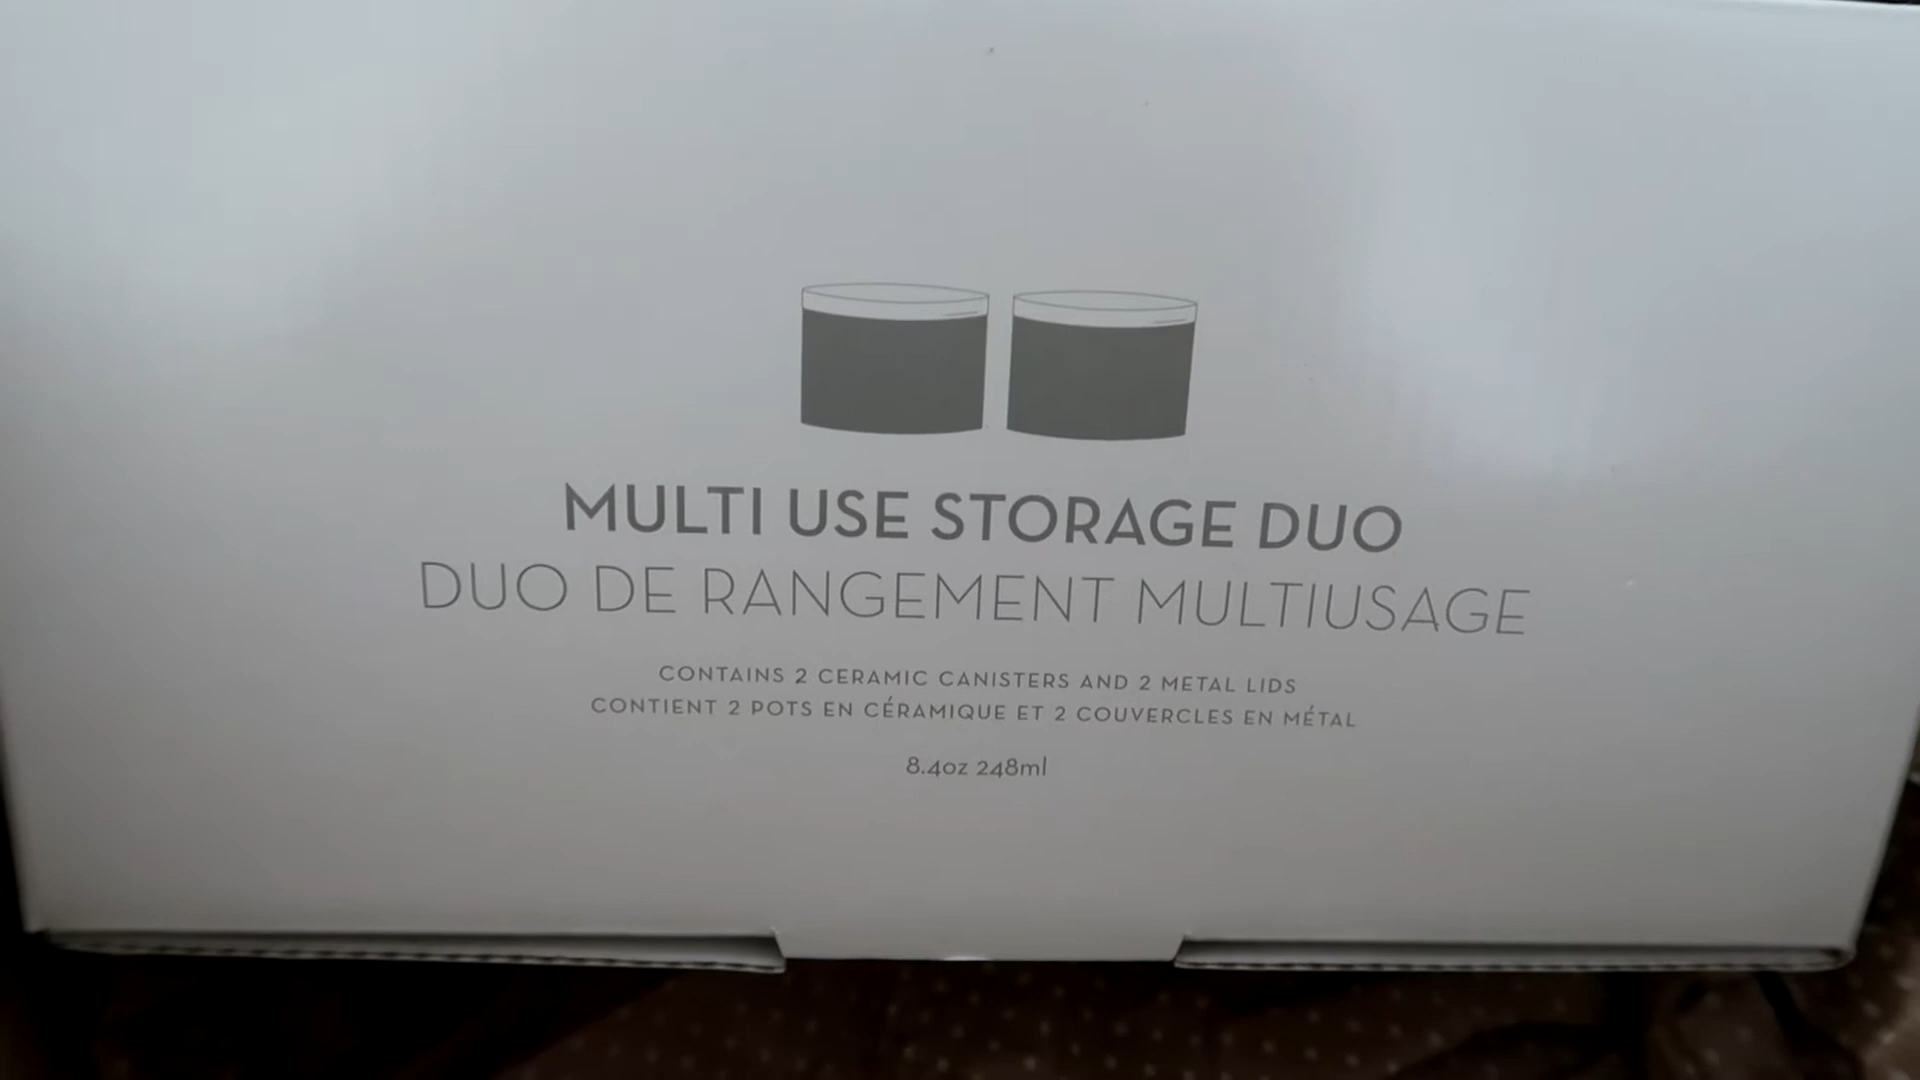 MULTI USE STORAGE DUO
DUO DE RANGEMENT MULTIUSAGE
CONTAINS 2 CERAMIC CANISTERS AND 2 METAL LIDS
CONTIENT 2 POTS EN CÉRAMIQUE ET 2 COUVERCLES EN MÉTAL
8.4oz 248ml